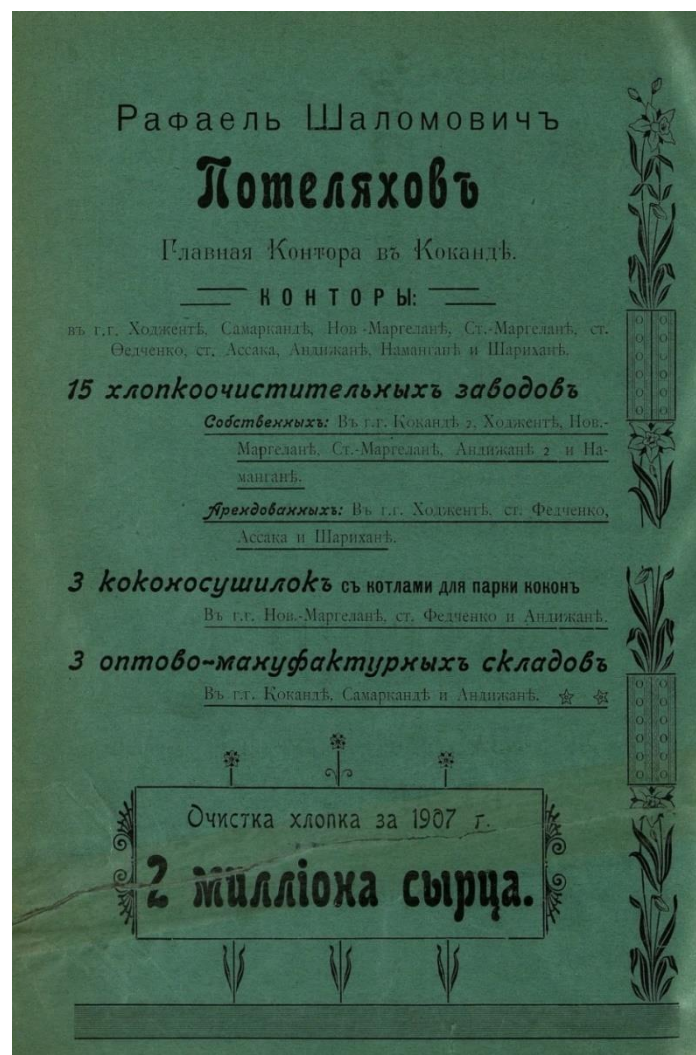 Рафаель Шаломовичъ
Потеляховъ
Главная Контора въ Кокандѣ.
КОНТОРЫ:
въ г.г. Ходжентѣ, Самаркандѣ, Нов.-Маргеланѣ, Ст.-Маргеланѣ, ст.
Ѳедченко, ст. Ассака, Андижанѣ, Наманганѣ и Шариханѣ.
15 хлопкоочистительныхъ заводовъ
Собственныхъ: Въ г.г. Кокандѣ 2, Ходжентѣ, Нов.-
Маргеланѣ, Ст.-Маргеланѣ, Андижанѣ 2 и На-
манганѣ.
Арендованныхъ: Въ г.г. Ходжентѣ, ст. Федченко,
Ассака и Шариханѣ.
3 коконосушилокъ съ котлами для парки коконъ
Въ г.г. Нов.-Маргеланѣ, ст. Федченко и Андижанѣ.
3 оптово-мануфактурныхъ складовъ
Въ г.г. Кокандѣ, Самаркандѣ и Андижанѣ.
Очистка хлопка за 1907 г.
2 милліона сырца.